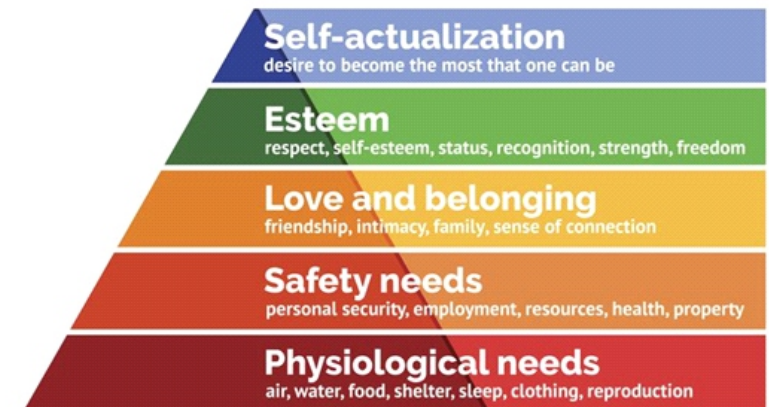 Self-actualization
desire to become the most that one can be
Esteem
respect, self-esteem, status, recognition, strength, freedom
Love and belonging
friendship, intimacy, family, sense of connection
Safety needs
personal security, employment, resources, health, property
Physiological needs
air, water, food, shelter, sleep, clothing, reproduction